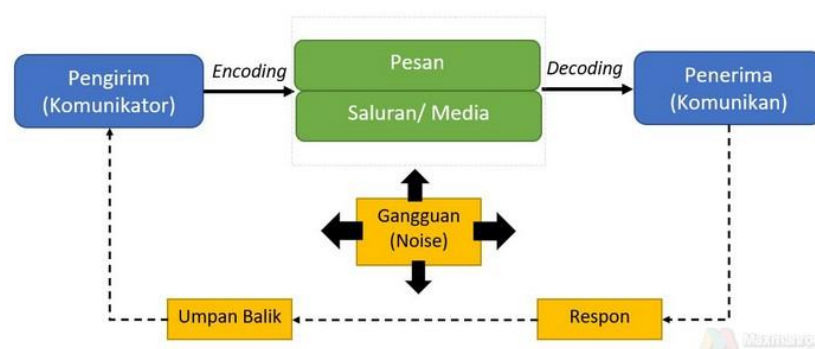 Pengirim
(Komunikator)
Encoding
Pesan
Saluran/ Media
Decoding
Penerima
(Komunikan)
Gangguan
(Noise)
Umpan Balik
Respon